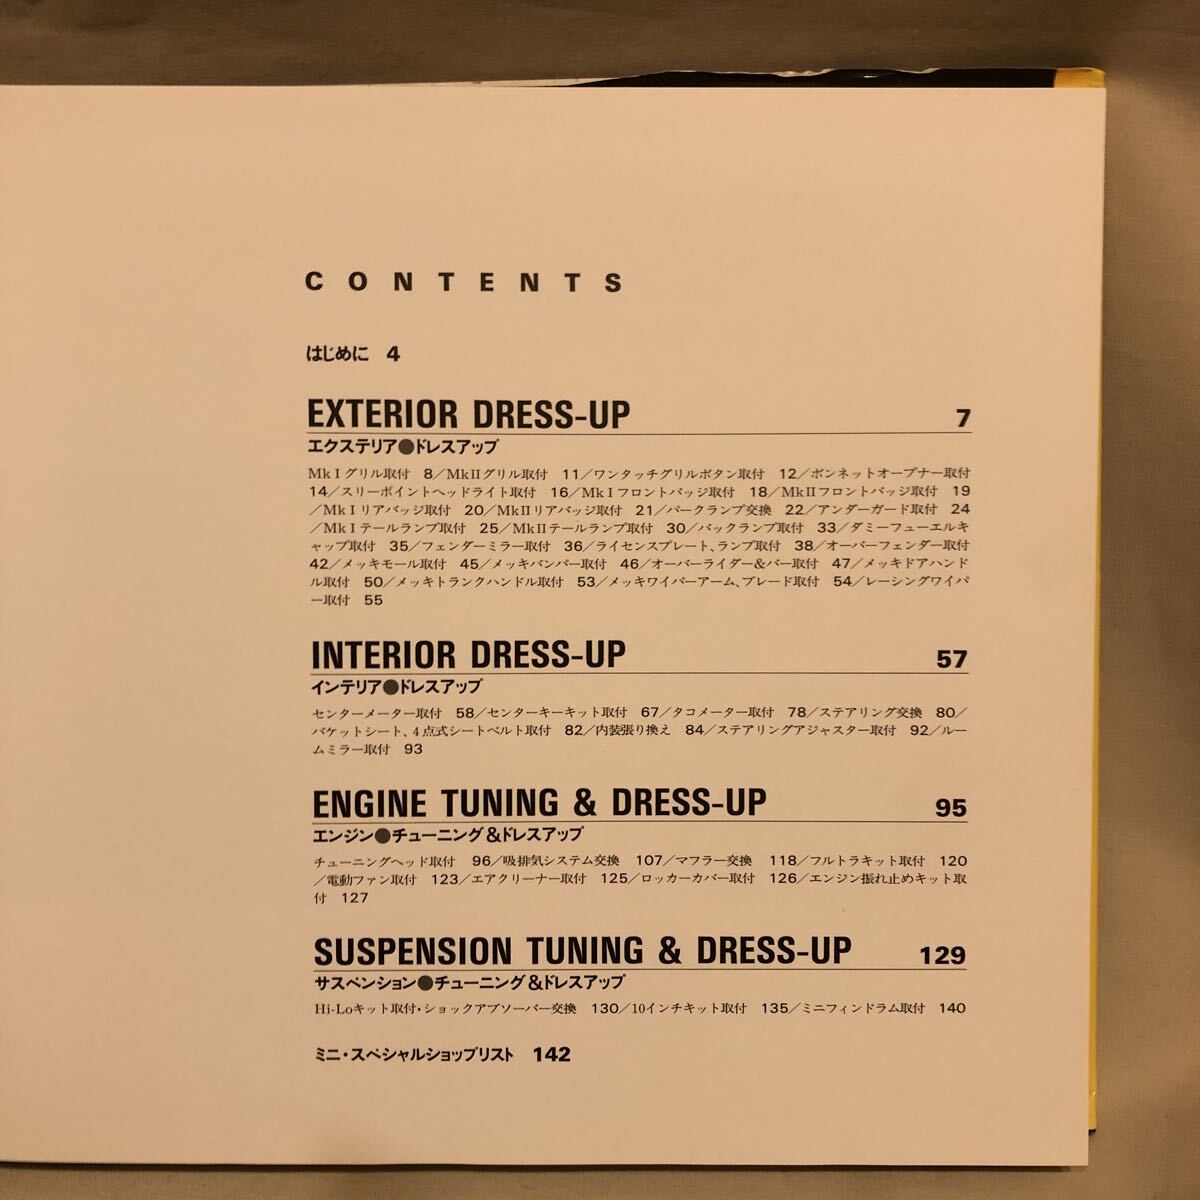 CONTENTS
はじめに 4
EXTERIOR DRESS-UP 7
エクステリア●ドレスアップ
MkⅠグリル取付 8／MkⅡグリル取付 11／ワンタッチグリルボタン取付 12／ボンネットオープナー取付
14／スリーポイントヘッドライト取付 16／MkⅠフロントバッジ取付 18／MkⅡフロントバッジ取付 19
／MkⅠリアバッジ取付 20／MkⅡリアバッジ取付 21／パークランプ交換 22／アンダーガード取付 24
／MkⅠテールランプ取付 25／MkⅡテールランプ取付 30／バックランプ取付 33／ダミーフューエルキ
ャップ取付 35／フェンダーミラー取付 36／ライセンスプレート、ランプ取付 38／オーバーフェンダー取付
42／メッキモール取付 45／メッキバンパー取付 46／オーバーライダー&バー取付 47／メッキドアハンド
ル取付 50／メッキトランクハンドル取付 53／メッキワイパーアーム、ブレード取付 54／レーシングワイパ
ー取付 55
INTERIOR DRESS-UP 57
インテリア●ドレスアップ
センターメーター取付 58／センターキーキット取付 67／タコメーター取付 78／ステアリング交換 80／
バケットシート、4点式シートベルト取付 82／内装張り換え 84／ステアリングアジャスター取付 92／ルー
ムミラー取付 93
ENGINE TUNING & DRESS-UP 95
エンジン●チューニング&ドレスアップ
チューニングヘッド取付 96／吸排気システム交換 107／マフラー交換 118／フルトラキット取付 120
／電動ファン取付 123／エアクリーナー取付 125／ロッカーカバー取付 126／エンジン振れ止めキット取
付 127
SUSPENSION TUNING & DRESS-UP 129
サスペンション●チューニング&ドレスアップ
Hi-Loキット取付・ショックアブソーバー交換 130／10インチキット取付 135／ミニフィンドラム取付 140
ミニ・スペシャルショップリスト 142